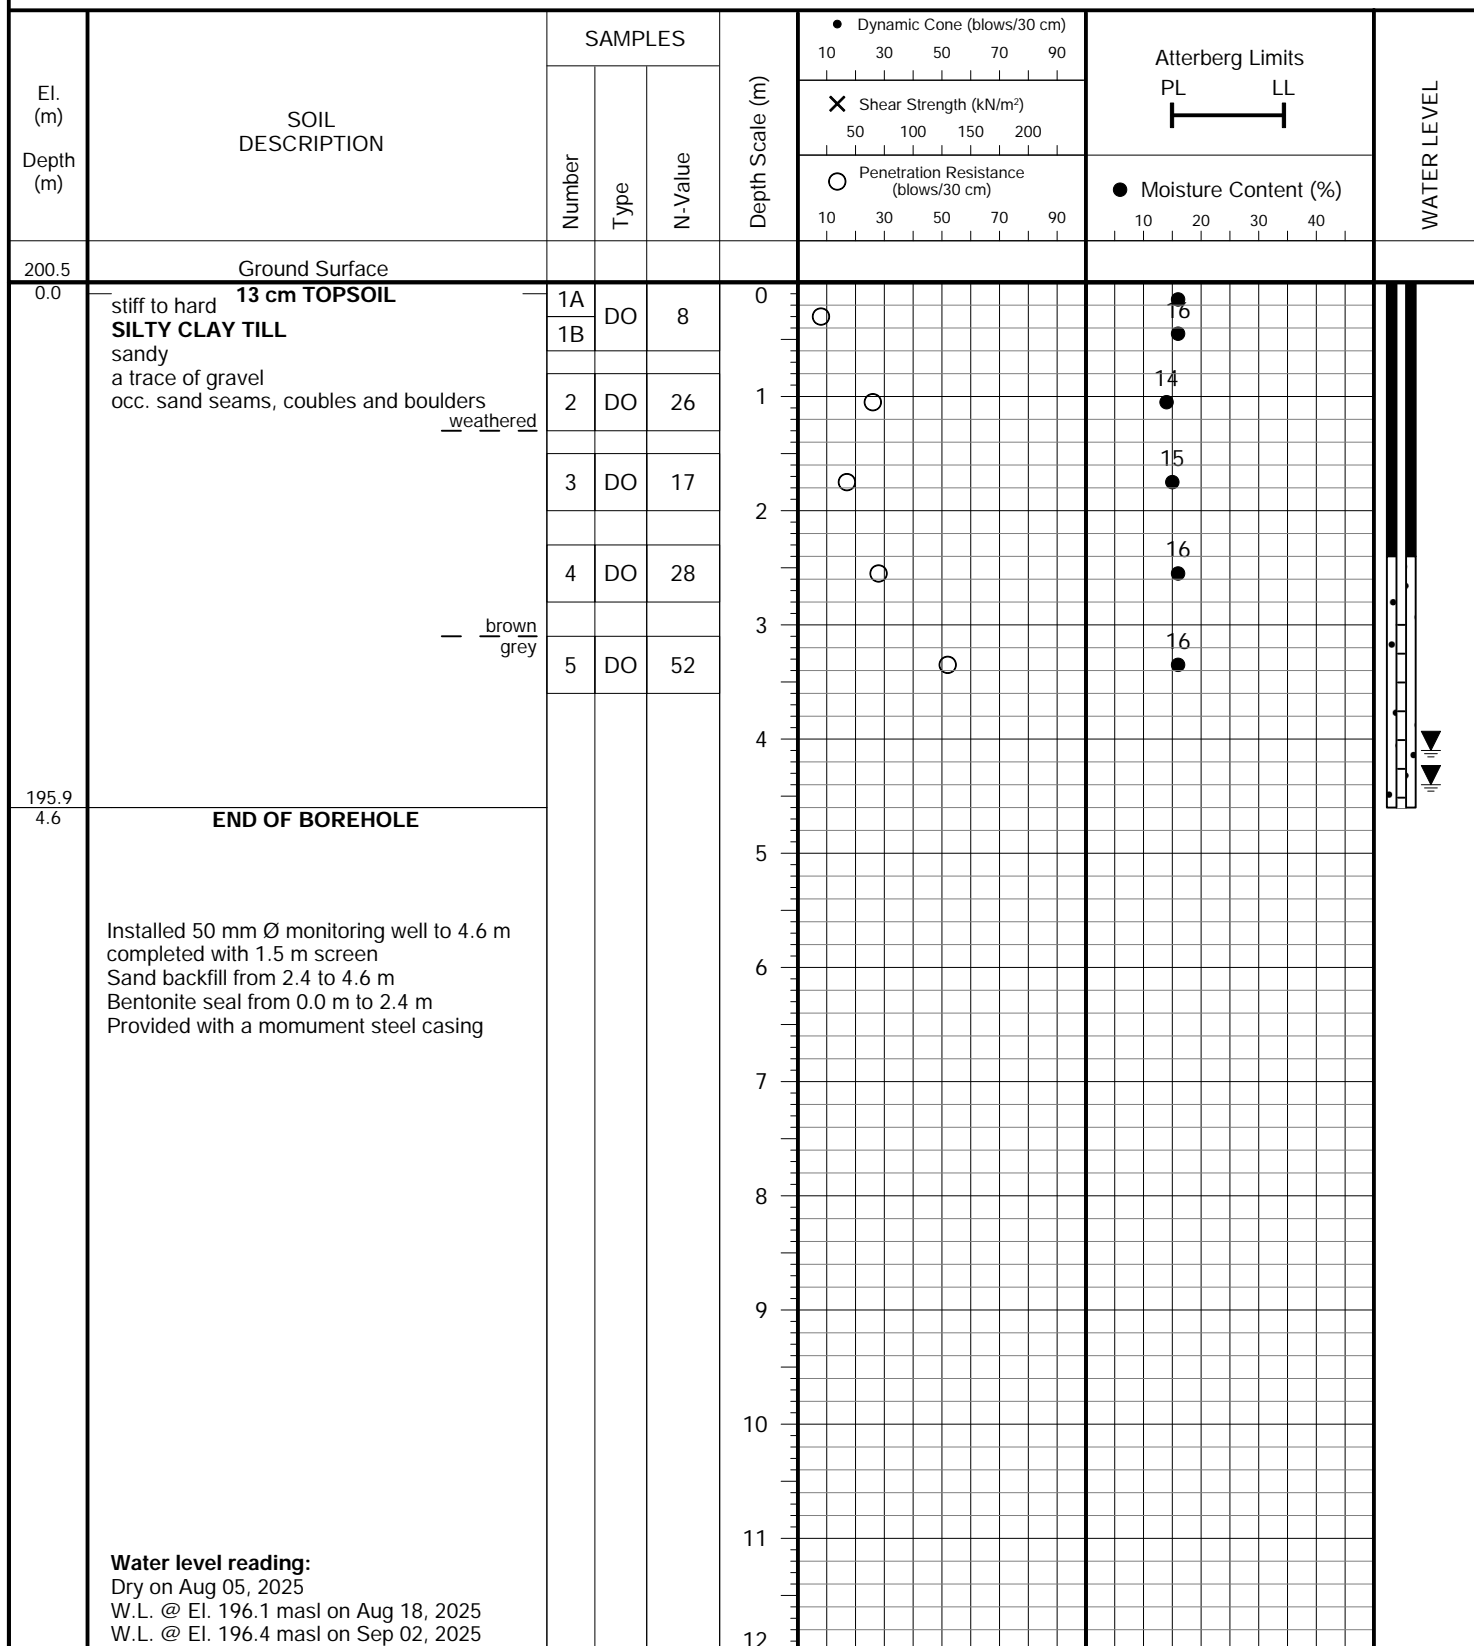 El.
(m)
Depth
(m)
SOIL
DESCRIPTION
SAMPLES
Number
Type
N-Value
Depth Scale (m)
Dynamic Cone (blows/30 cm)
10 30 50 70 90
Shear Strength (kN/m²)
50 100 150 200
Penetration Resistance
(blows/30 cm)
10 30 50 70 90
Atterberg Limits
PL LL
Moisture Content (%)
10 20 30 40
WATER LEVEL
200.5 Ground Surface
0.0 13 cm TOPSOIL
stiff to hard
SILTY CLAY TILL
sandy
a trace of gravel
occ. sand seams, coubles and boulders
weathered
brown
grey
1A DO 8
1B
2 DO 26
3 DO 17
4 DO 28
5 DO 52
0
1
2
3
4
5
6
7
8
9
10
11
12
16
14
15
16
16
195.9
4.6 END OF BOREHOLE
Installed 50 mm Ø monitoring well to 4.6 m
completed with 1.5 m screen
Sand backfill from 2.4 to 4.6 m
Bentonite seal from 0.0 m to 2.4 m
Provided with a momument steel casing
Water level reading:
Dry on Aug 05, 2025
W.L. @ El. 196.1 masl on Aug 18, 2025
W.L. @ El. 196.4 masl on Sep 02, 2025